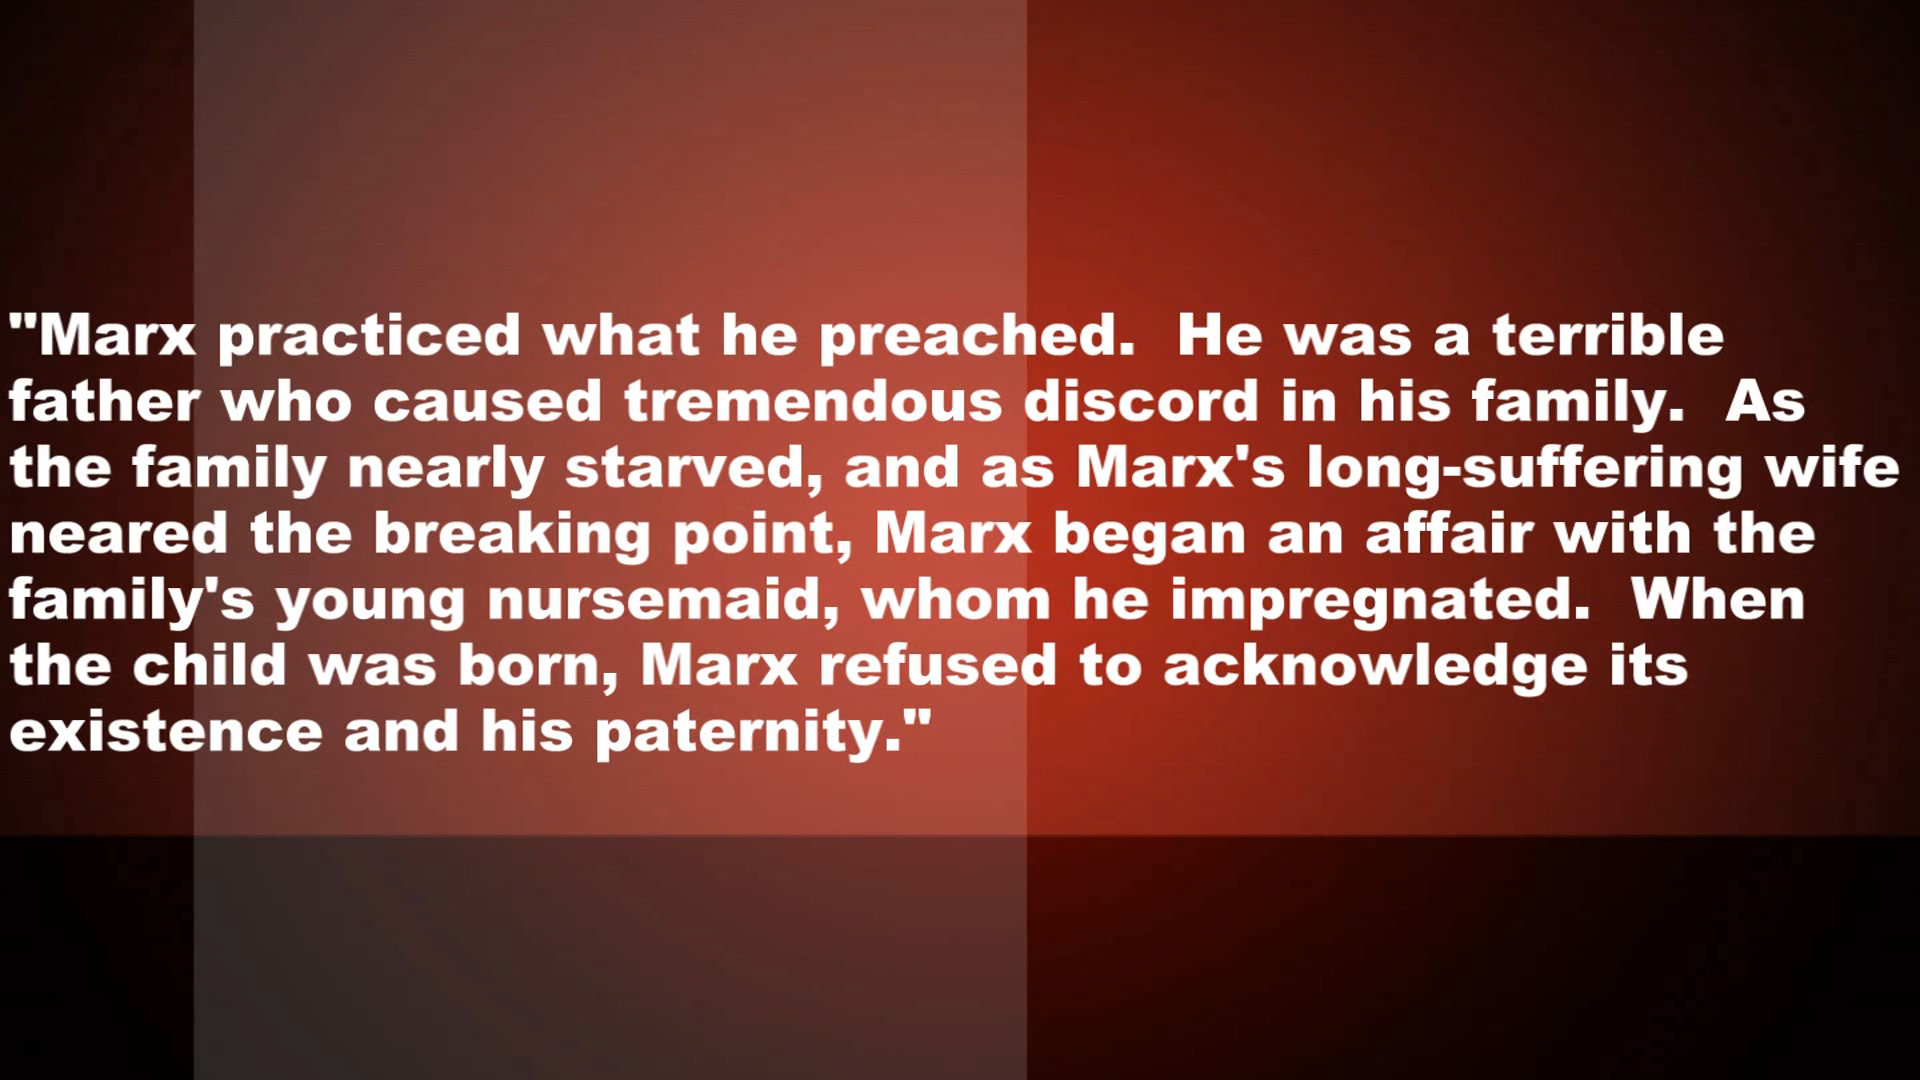 "Marx practiced what he preached.  He was a terrible
father who caused tremendous discord in his family.  As
the family nearly starved, and as Marx's long-suffering wife
neared the breaking point, Marx began an affair with the
family's young nursemaid, whom he impregnated.  When
the child was born, Marx refused to acknowledge its
existence and his paternity."